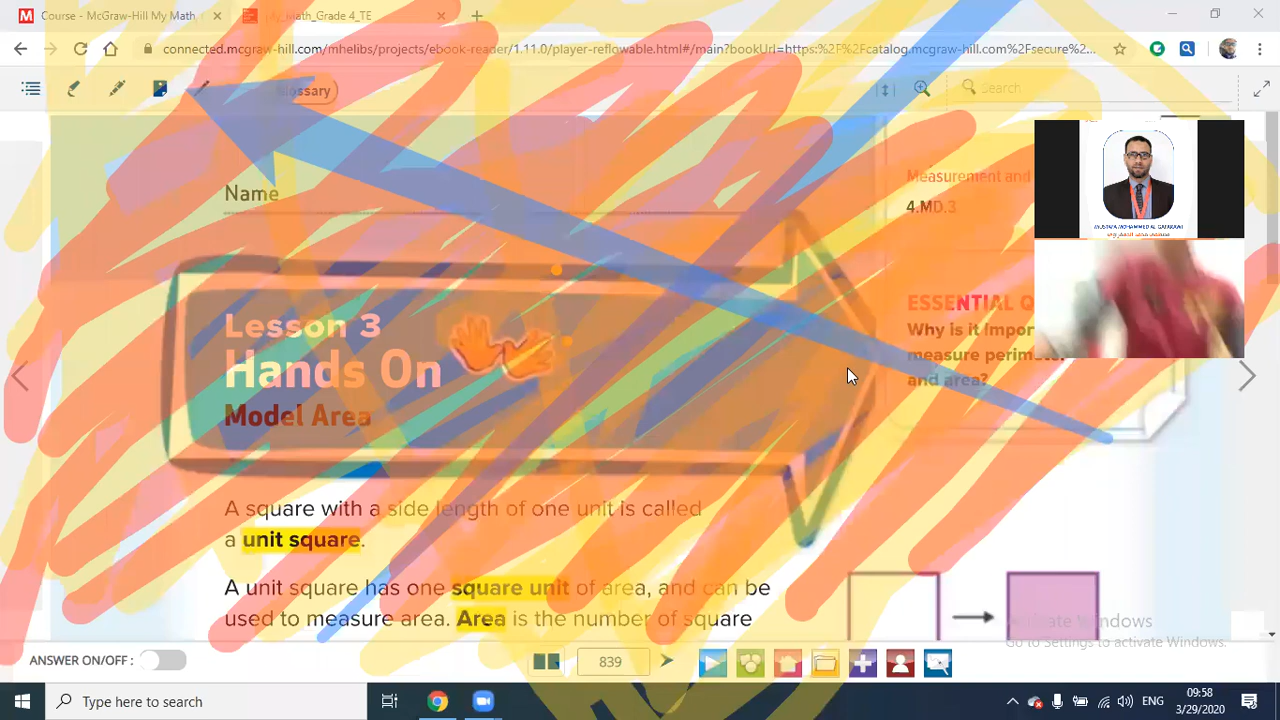 Course - McGraw-Hill My Math
My_Math_Grade 4_TE
connected.mcgraw-hill.com/mhelibs/projects/ebook-reader/1.11.0/player-reflowable.html#/main?bookUrl=https:%2F%2Fcatalog.mcgraw-hill.com%2Fsecure%2...
Glossary
Search
Name
Measurement and
4.MD.3
Lesson 3
Hands On
Model Area
ESSENTIAL Q
Why is it impor
measure perimeter
and area?
A square with a side length of one unit is called
a unit square.
A unit square has one square unit of area, and can be
used to measure area. Area is the number of square
Activate Windows
Go to Settings to activate Windows.
ANSWER ON/OFF :
839
Type here to search
ENG
09:58
3/29/2020